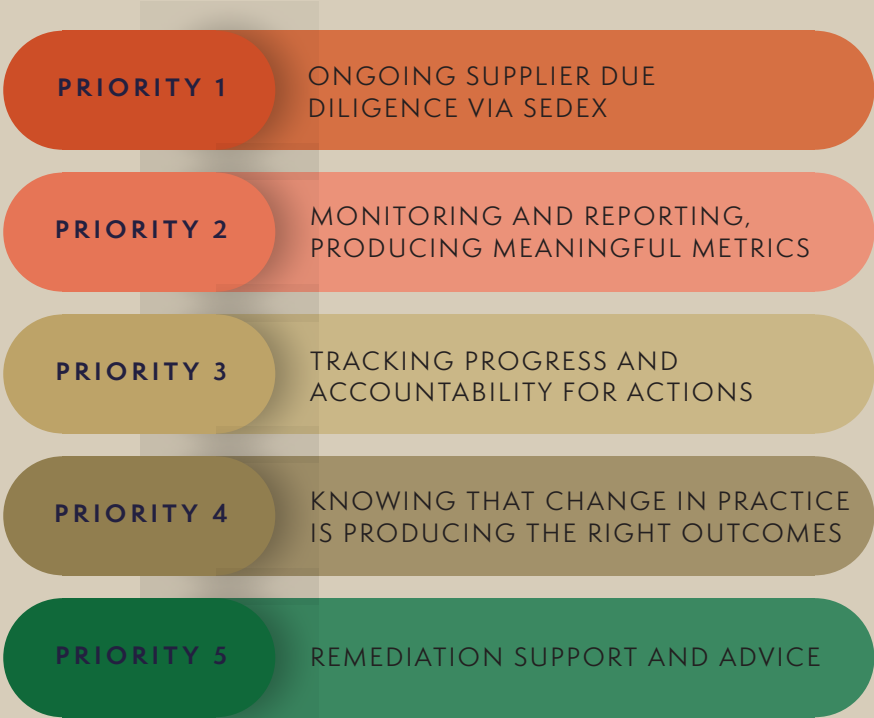 PRIORITY 1
ONGOING SUPPLIER DUE
DILIGENCE VIA SEDEX
PRIORITY 2
MONITORING AND REPORTING,
PRODUCING MEANINGFUL METRICS
PRIORITY 3
TRACKING PROGRESS AND
ACCOUNTABILITY FOR ACTIONS
PRIORITY 4
KNOWING THAT CHANGE IN PRACTICE
IS PRODUCING THE RIGHT OUTCOMES
PRIORITY 5
REMEDIATION SUPPORT AND ADVICE